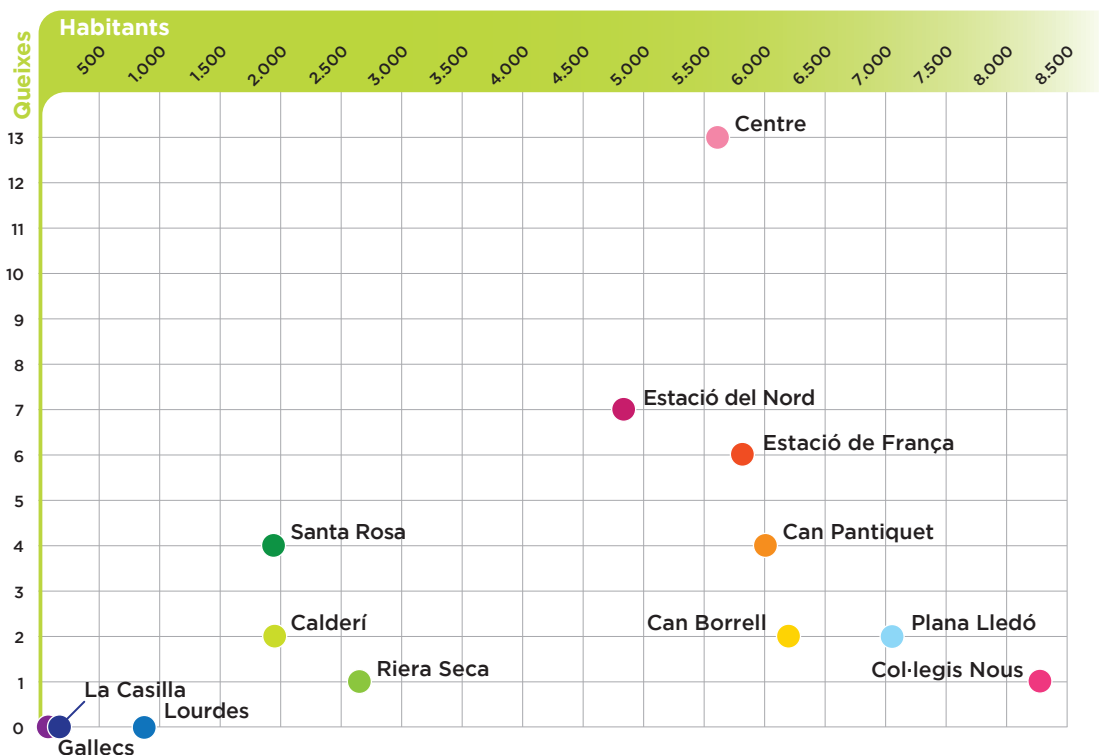 Habitants
Queixes
500
1.000
1.500
2.000
2.500
3.000
3.500
4.000
4.500
5.000
5.500
6.000
6.500
7.000
7.500
8.000
8.500
Centre
13
12
11
10
9
8
7
Estació del Nord
6
Estació de França
5
4
Santa Rosa
Can Pantiquet
3
2
Calderí
Can Borrell
Plana Lledó
1
Riera Seca
Col·legis Nous
La Casilla
Lourdes
0
Gallecs